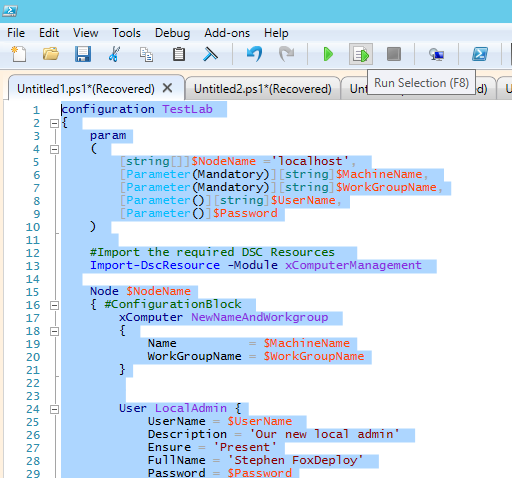 File Edit View Tools Debug Add-ons Help
Untitled1.ps1*(Recovered) Untitled2.ps1*(Recovered)
Run Selection (F8)
1 configuration TestLab
2 {
3 param
4 (
5 [string[]]$NodeName ='localhost',
6 [Parameter(Mandatory)][string]$MachineName,
7 [Parameter(Mandatory)][string]$WorkGroupName,
8 [Parameter()][string]$UserName,
9 [Parameter()]$Password
10 )
11
12 #Import the required DSC Resources
13 Import-DscResource -Module xComputerManagement
14
15 Node $NodeName
16 { #ConfigurationBlock
17 xComputer NewNameAndWorkgroup
18 {
19 Name = $MachineName
20 WorkGroupName = $WorkGroupName
21 }
22
23
24 User LocalAdmin {
25 UserName = $UserName
26 Description = 'Our new local admin'
27 Ensure = 'Present'
28 FullName = 'Stephen FoxDeploy'
29 Password = $Password